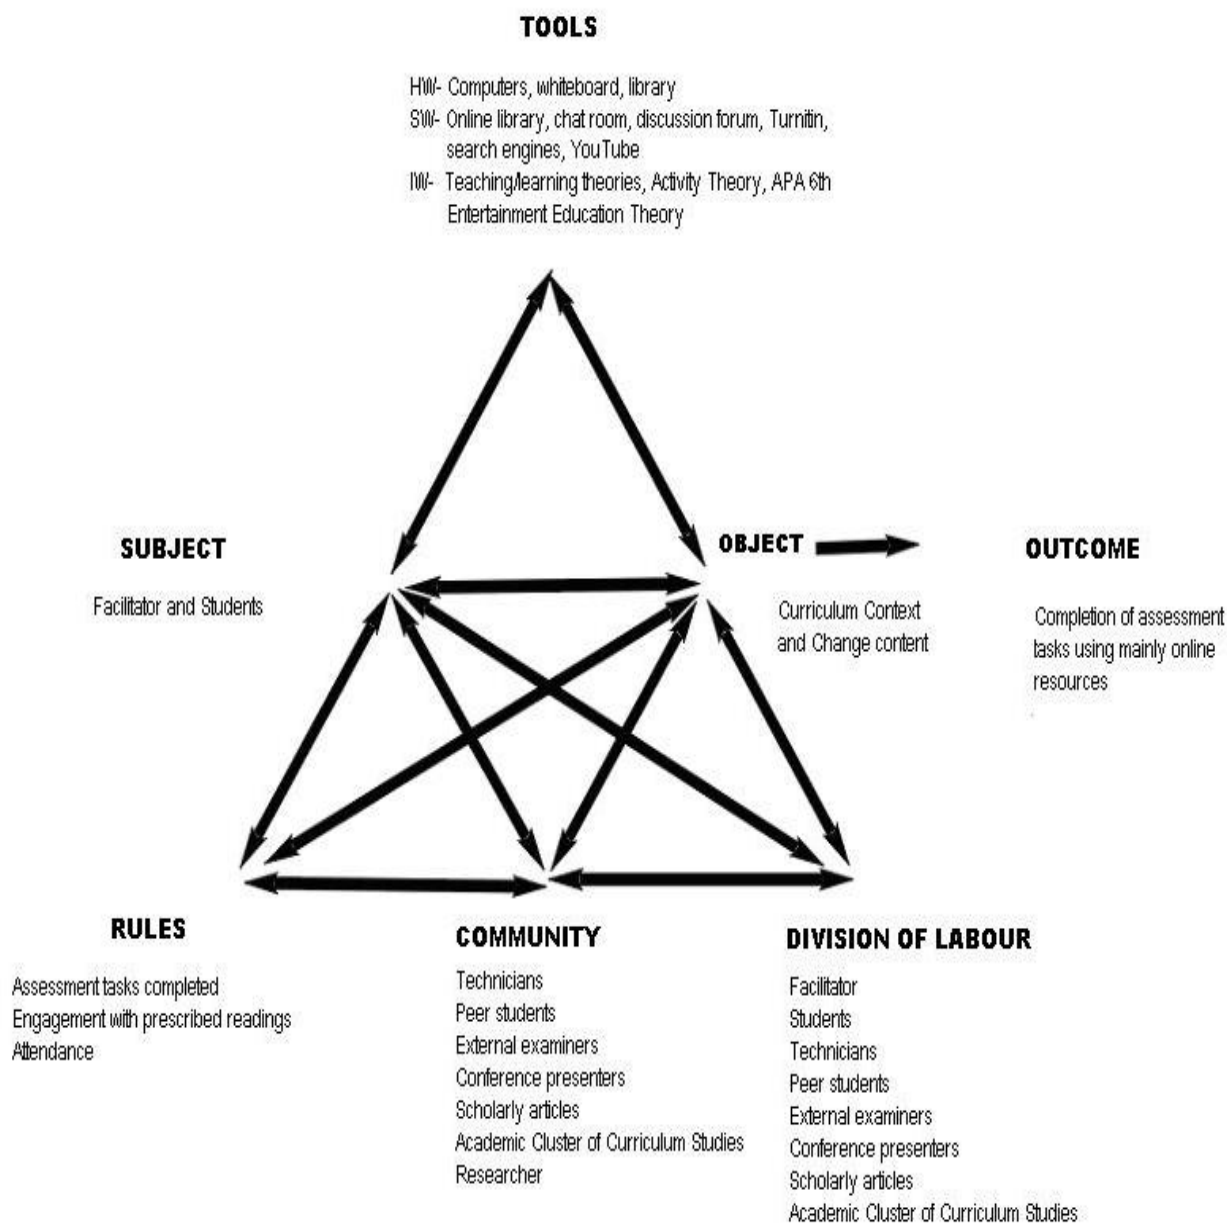 TOOLS
HW- Computers, whiteboard, library
SW- Online library, chat room, discussion forum, Turnitin,
search engines, YouTube
IW- Teaching/learning theories, Activity Theory, APA 6th
Entertainment Education Theory
SUBJECT
Facilitator and Students
OBJECT
Curriculum Context
and Change content
OUTCOME
Completion of assessment
tasks using mainly online
resources
RULES
Assessment tasks completed
Engagement with prescribed readings
Attendance
COMMUNITY
Technicians
Peer students
External examiners
Conference presenters
Scholarly articles
Academic Cluster of Curriculum Studies
Researcher
DIVISION OF LABOUR
Facilitator
Students
Technicians
Peer students
External examiners
Conference presenters
Scholarly articles
Academic Cluster of Curriculum Studies